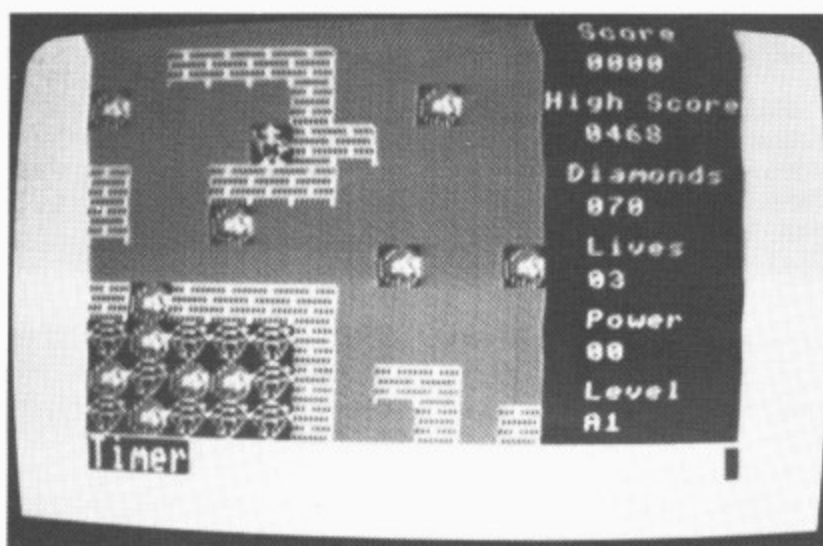 Score
0000
High Score
0468
Diamonds
070
Lives
03
Power
00
Level
A1
Timer